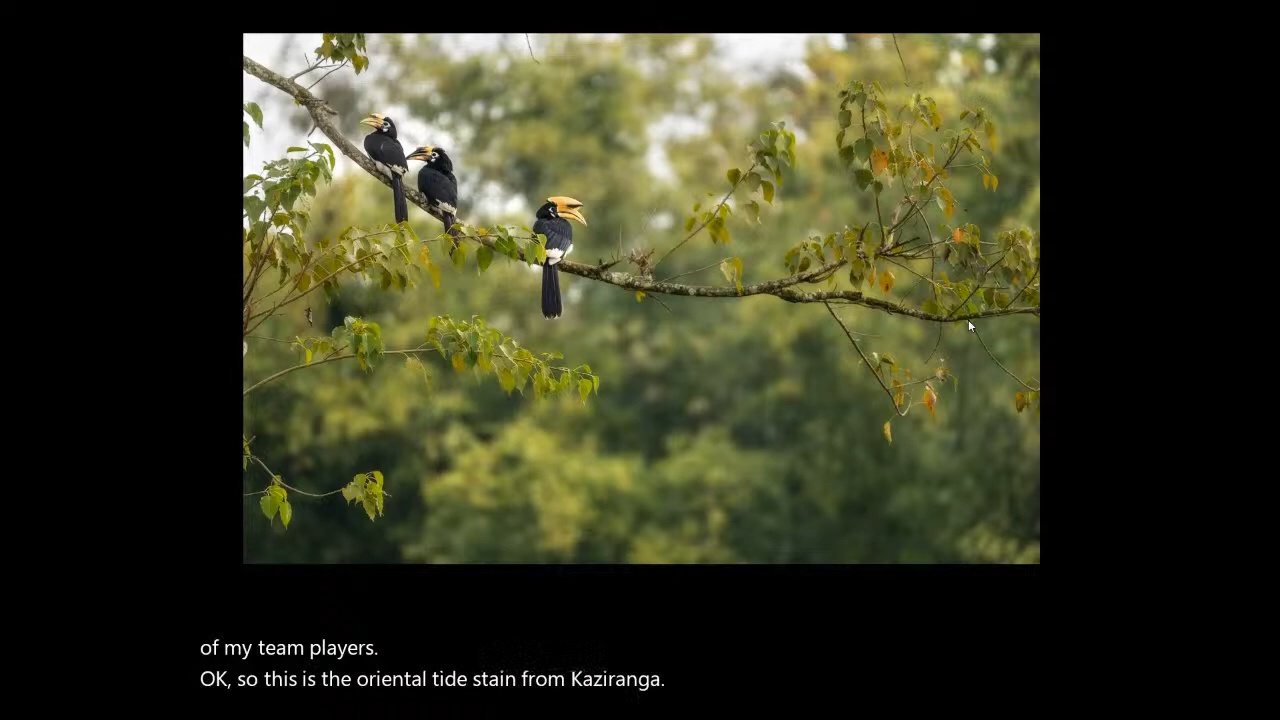 of my team players.
OK, so this is the oriental tide stain from Kaziranga.